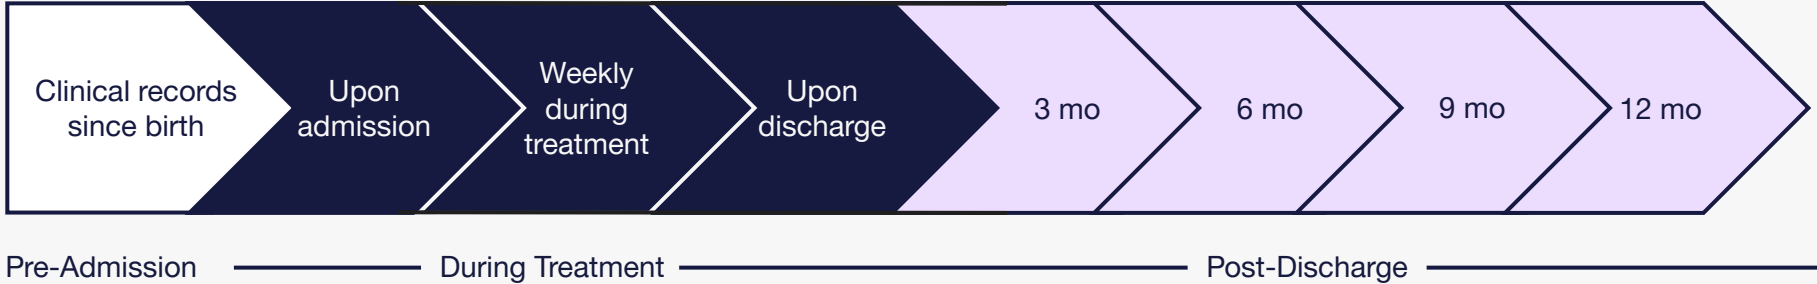 Clinical records
since birth
Upon
admission
Weekly
during
treatment
Upon
discharge
3 mo
6 mo
9 mo
12 mo
Pre-Admission
During Treatment
Post-Discharge